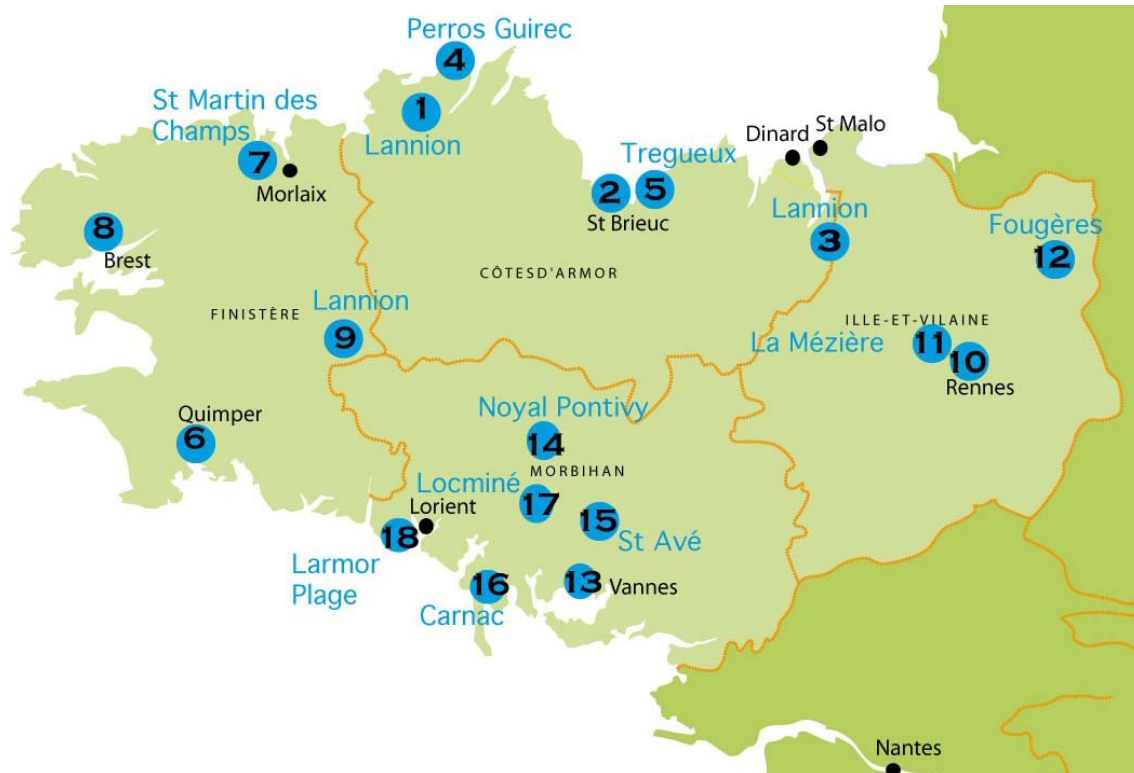 Perros Guirec
4
St Martin des
Champs
1
Lannion
7
Morlaix
Dinard
St Malo
Tregueux
2
5
St Brieuc
Lannion
3
Fougères
12
8
Brest
CÔTESD'ARMOR
FINISTÈRE
Lannion
9
ILLE-ET-VILAINE
La Mézière
11
10
Rennes
Quimper
6
Noyal Pontivy
14
MORBIHAN
Locminé
17
Lorient
18
15
St Avé
Larmor
Plage
16
Carnac
13
Vannes
Nantes